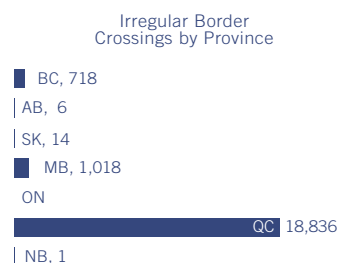 Irregular Border
Crossings by Province
BC, 718
AB, 6
SK, 14
MB, 1,018
ON
QC 18,836
NB, 1